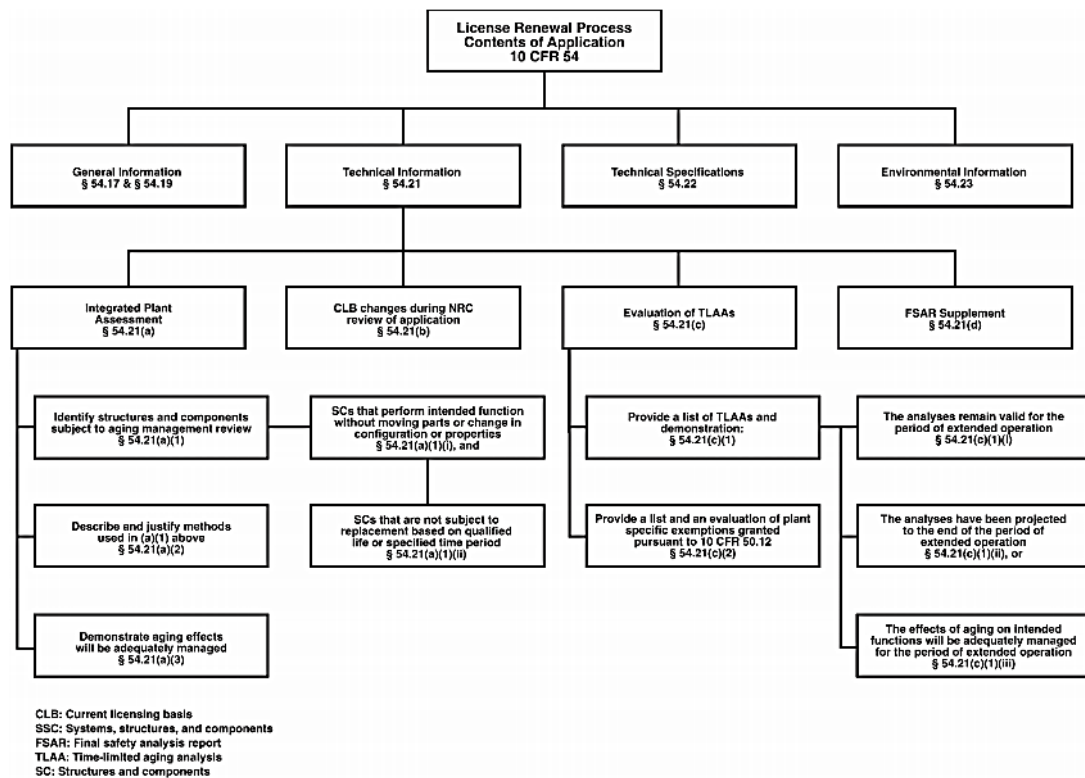 License Renewal Process
Contents of Application
10 CFR 54
General Information
§ 54.17 & § 54.19
Technical Information
§ 54.21
Technical Specifications
§ 54.22
Environmental Information
§ 54.23
Integrated Plant
Assessment
§ 54.21(a)
CLB changes during NRC
review of application
§ 54.21(b)
Evaluation of TLAAs
§ 54.21(c)
FSAR Supplement
§ 54.21(d)
Identify structures and components
subject to aging management review
§ 54.21(a)(1)
SCs that perform intended function
without moving parts or change in
configuration or properties
§ 54.21(a)(1)(i), and
Provide a list of TLAAs and
demonstration:
§ 54.21(c)(1)
The analyses remain valid for the
period of extended operation
§ 54.21(c)(1)(i)
Describe and justify methods
used in (a)(1) above
§ 54.21(a)(2)
SCs that are not subject to
replacement based on qualified
life or specified time period
§ 54.21(a)(1)(ii)
Provide a list and an evaluation of plant
specific exemptions granted
pursuant to 10 CFR 50.12
§ 54.21(c)(2)
The analyses have been projected
to the end of the period of
extended operation
§ 54.21(c)(1)(ii), or
Demonstrate aging effects
will be adequately managed
§ 54.21(a)(3)
The effects of aging on intended
functions will be adequately managed
for the period of extended operation
§ 54.21(c)(1)(iii)
CLB: Current licensing basis
SSC: Systems, structures, and components
FSAR: Final safety analysis report
TLAA: Time-limited aging analysis
SC: Structures and components